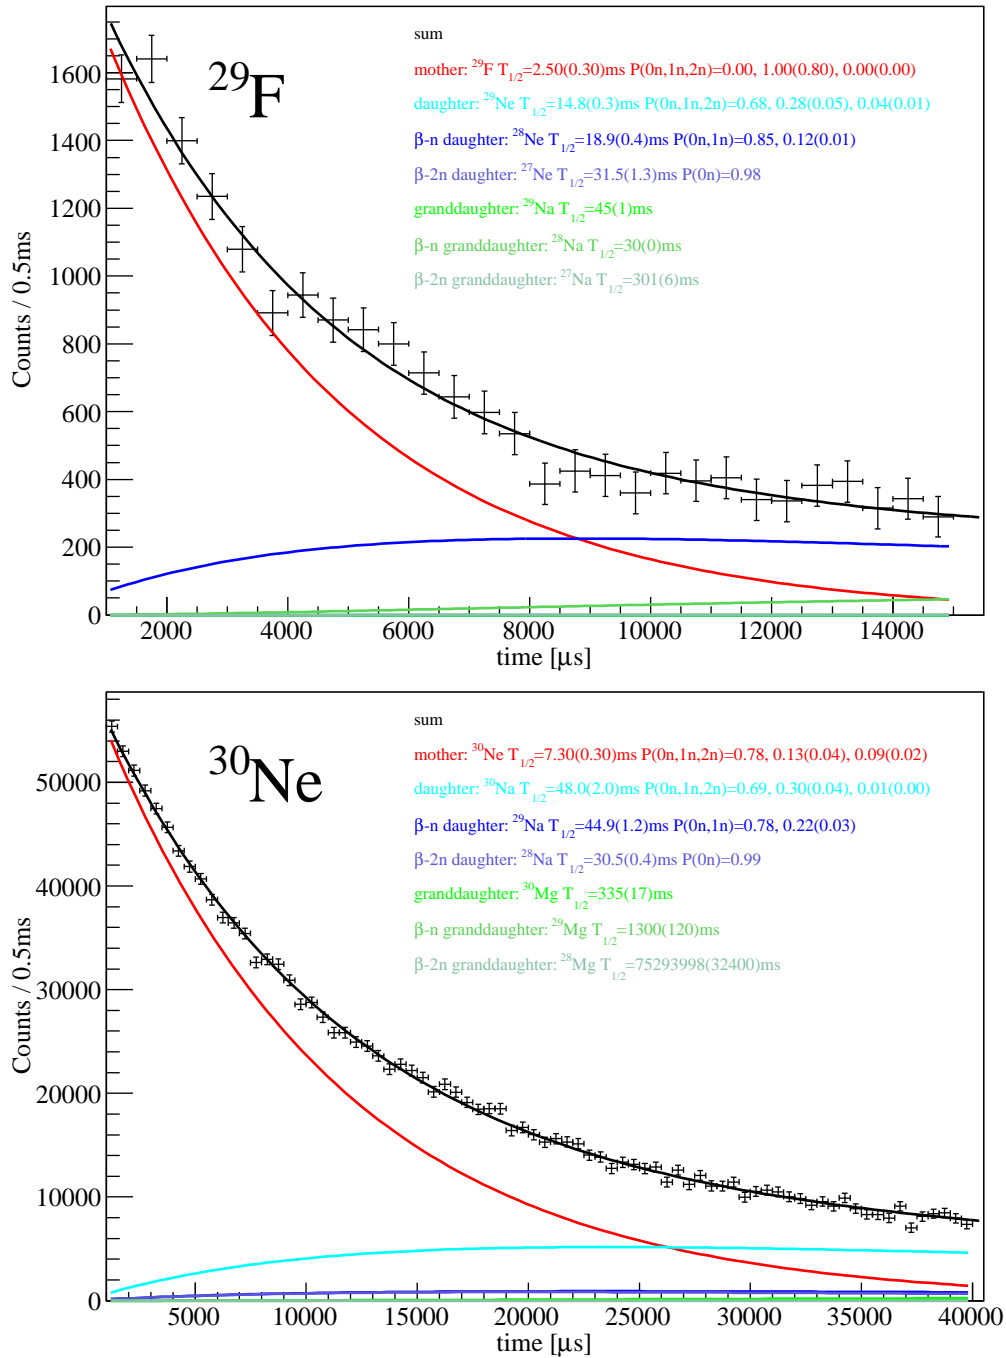 sum
²⁹F
mother: ²⁹F T₁/₂=2.50(0.30)ms P(0n,1n,2n)=0.00, 1.00(0.80), 0.00(0.00)
daughter: ²⁹Ne T₁/₂=14.8(0.3)ms P(0n,1n,2n)=0.68, 0.28(0.05), 0.04(0.01)
β-n daughter: ²⁸Ne T₁/₂=18.9(0.4)ms P(0n,1n)=0.85, 0.12(0.01)
β-2n daughter: ²⁷Ne T₁/₂=31.5(1.3)ms P(0n)=0.98
granddaughter: ²⁹Na T₁/₂=45(1)ms
β-n granddaughter: ²⁸Na T₁/₂=30(0)ms
β-2n granddaughter: ²⁷Na T₁/₂=301(6)ms
Counts / 0.5ms
1600
1400
1200
1000
800
600
400
200
0
2000 4000 6000 8000 10000 12000 14000
time [μs]
sum
³⁰Ne
mother: ³⁰Ne T₁/₂=7.30(0.30)ms P(0n,1n,2n)=0.78, 0.13(0.04), 0.09(0.02)
daughter: ³⁰Na T₁/₂=48.0(2.0)ms P(0n,1n,2n)=0.69, 0.30(0.04), 0.01(0.00)
β-n daughter: ²⁹Na T₁/₂=44.9(1.2)ms P(0n,1n)=0.78, 0.22(0.03)
β-2n daughter: ²⁸Na T₁/₂=30.5(0.4)ms P(0n)=0.99
granddaughter: ³⁰Mg T₁/₂=335(17)ms
β-n granddaughter: ²⁹Mg T₁/₂=1300(120)ms
β-2n granddaughter: ²⁸Mg T₁/₂=75293998(32400)ms
Counts / 0.5ms
50000
40000
30000
20000
10000
0
5000 10000 15000 20000 25000 30000 35000 40000
time [μs]